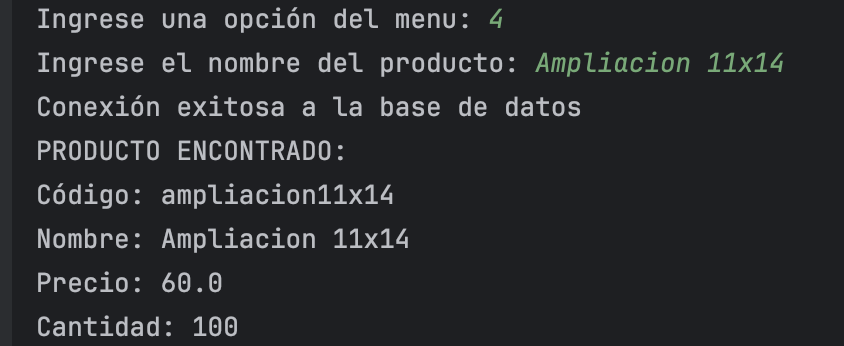 Ingrese una opción del menu: 4
Ingrese el nombre del producto: Ampliacion 11x14
Conexión exitosa a la base de datos
PRODUCTO ENCONTRADO:
Código: ampliacion11x14
Nombre: Ampliacion 11x14
Precio: 60.0
Cantidad: 100